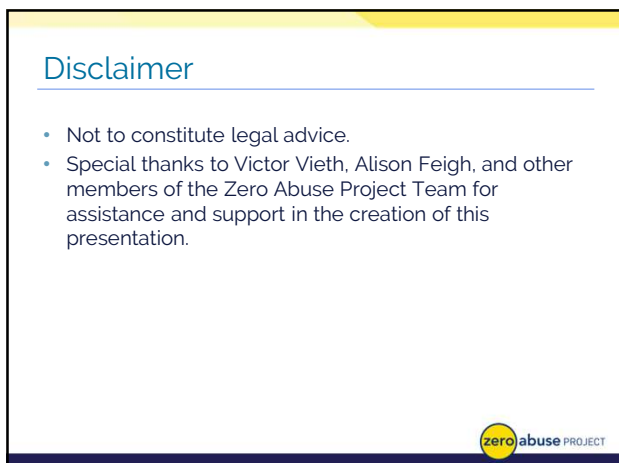 Disclaimer
• Not to constitute legal advice.
• Special thanks to Victor Vieth, Alison Feigh, and other
members of the Zero Abuse Project Team for
assistance and support in the creation of this
presentation.
zero abuse PROJECT